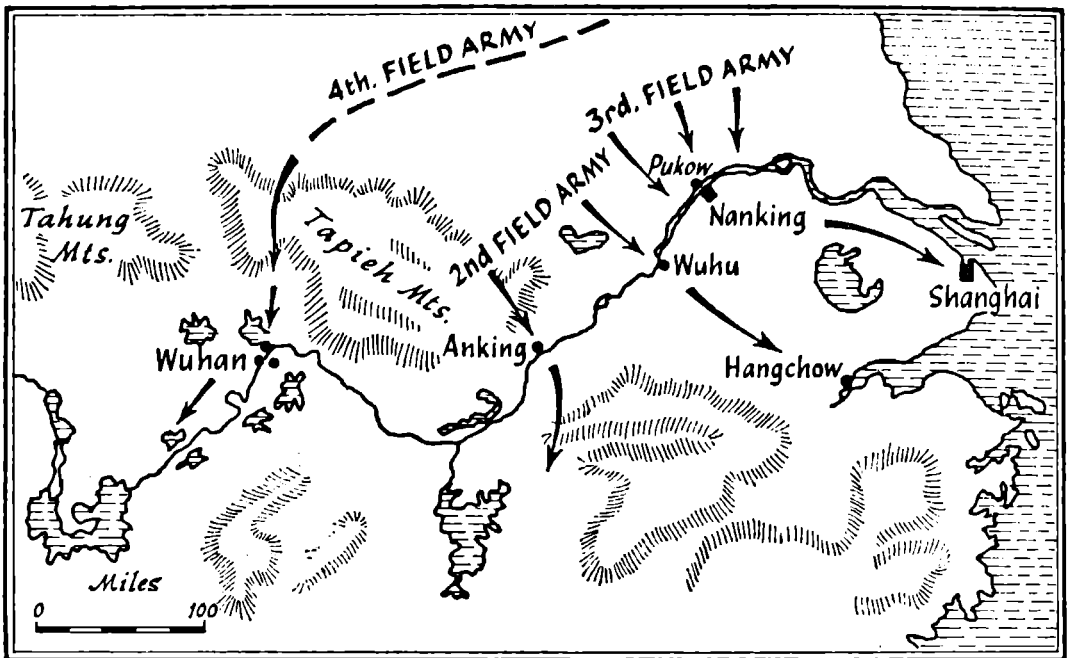 4th. FIELD ARMY
3rd. FIELD ARMY
2nd FIELD ARMY
Pukow
Nanking
Tahung
Mts.
Tapieh Mts.
Wuhu
Shanghai
Wuhan
Anking
Hangchow
Miles
0 100